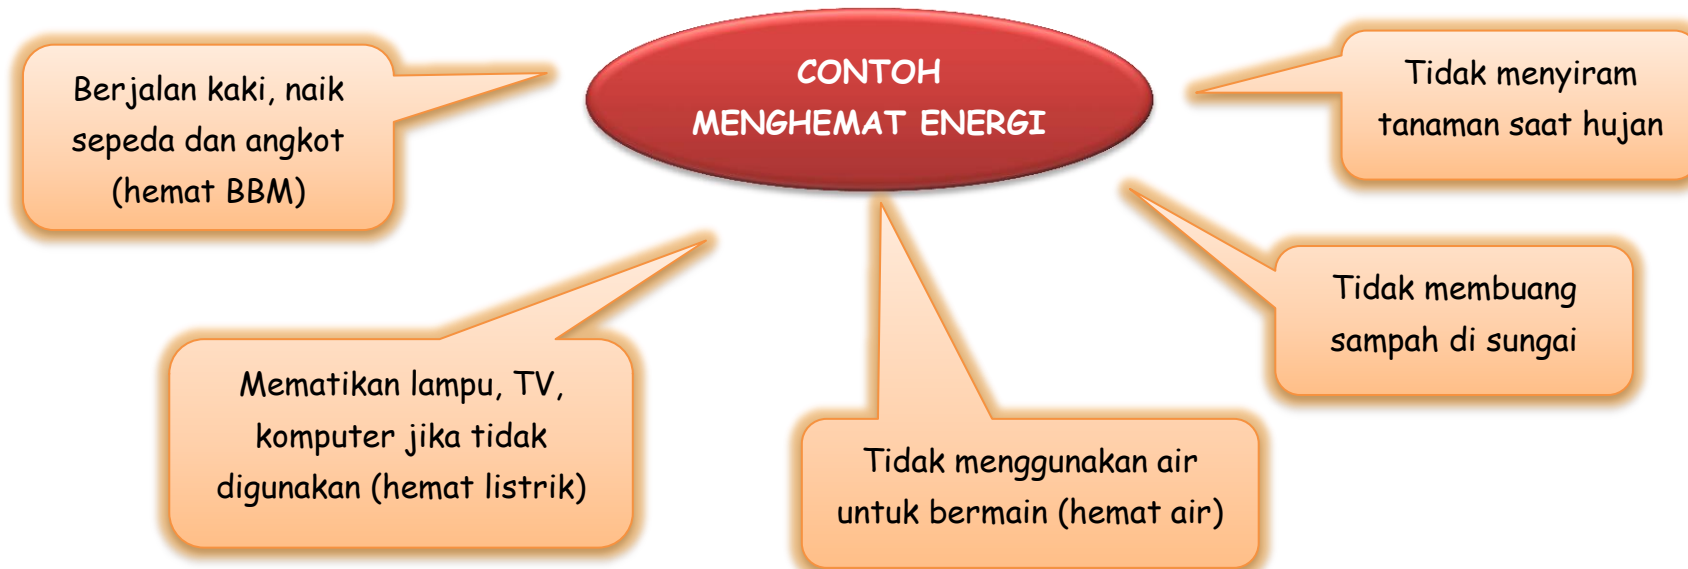 CONTOH
MENGHEMAT ENERGI
Berjalan kaki, naik
sepeda dan angkot
(hemat BBM)
Mematikan lampu, TV,
komputer jika tidak
digunakan (hemat listrik)
Tidak menggunakan air
untuk bermain (hemat air)
Tidak membuang
sampah di sungai
Tidak menyiram
tanaman saat hujan